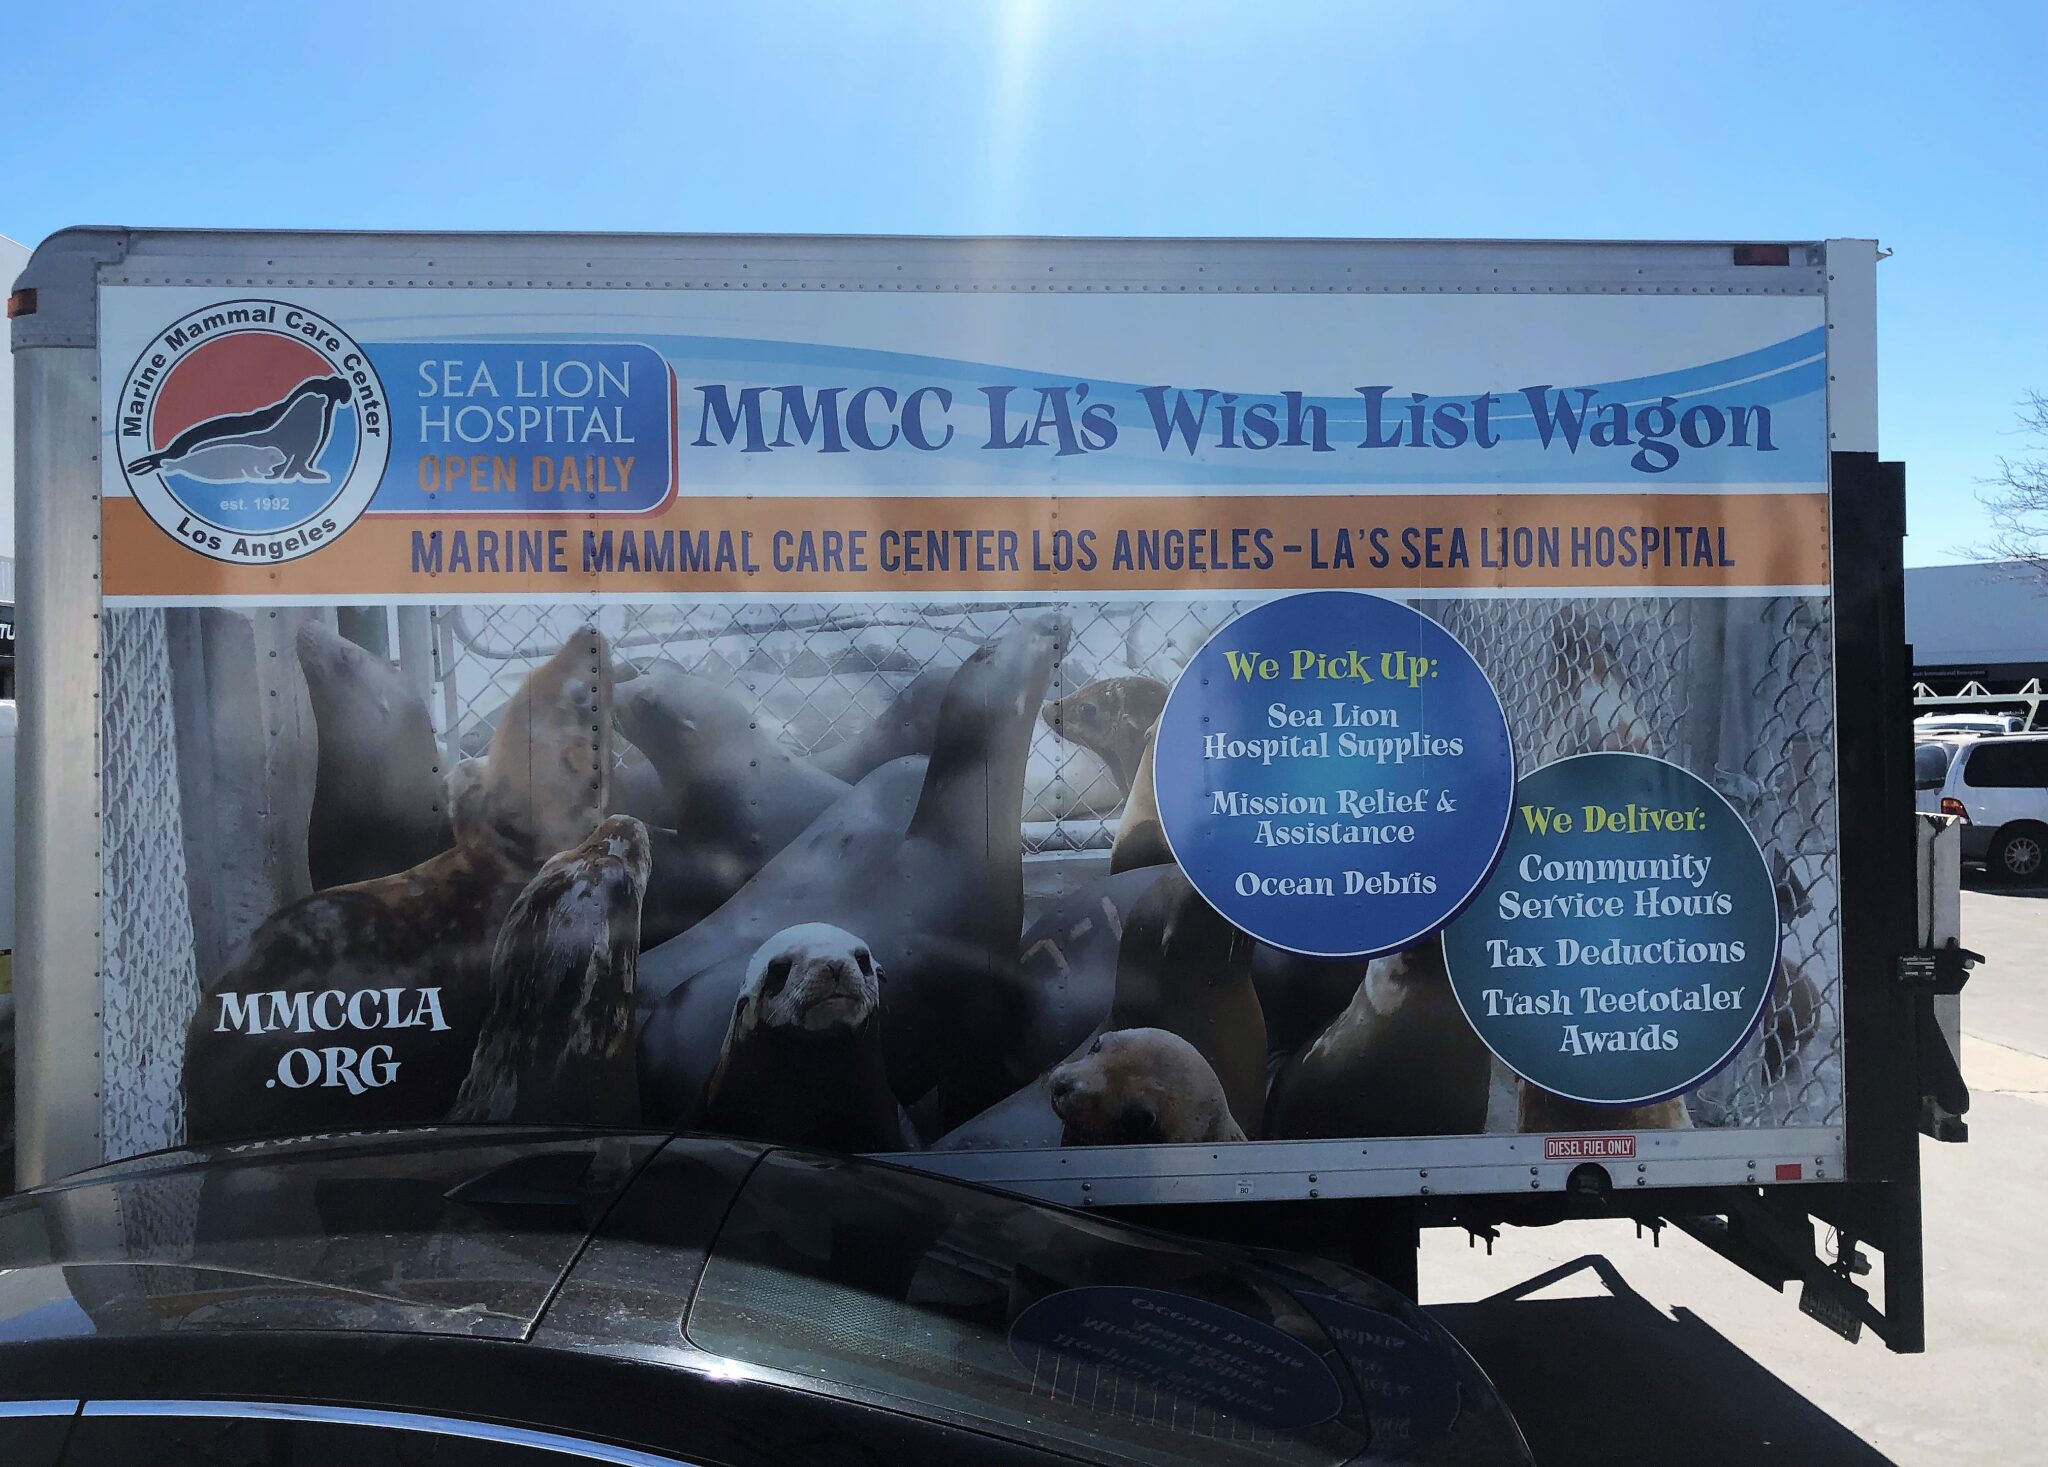 Marine Mammal Care Center
est. 1992
Los Angeles
SEA LION
HOSPITAL
OPEN DAILY
MMCC LA's Wish List Wagon
MARINE MAMMAL CARE CENTER LOS ANGELES – LA'S SEA LION HOSPITAL
We Pick Up:
Sea Lion
Hospital Supplies
Mission Relief &
Assistance
Ocean Debris
We Deliver:
Community
Service Hours
Tax Deductions
Trash Teetotaler
Awards
MMCCLA
.ORG
DIESEL FUEL ONLY